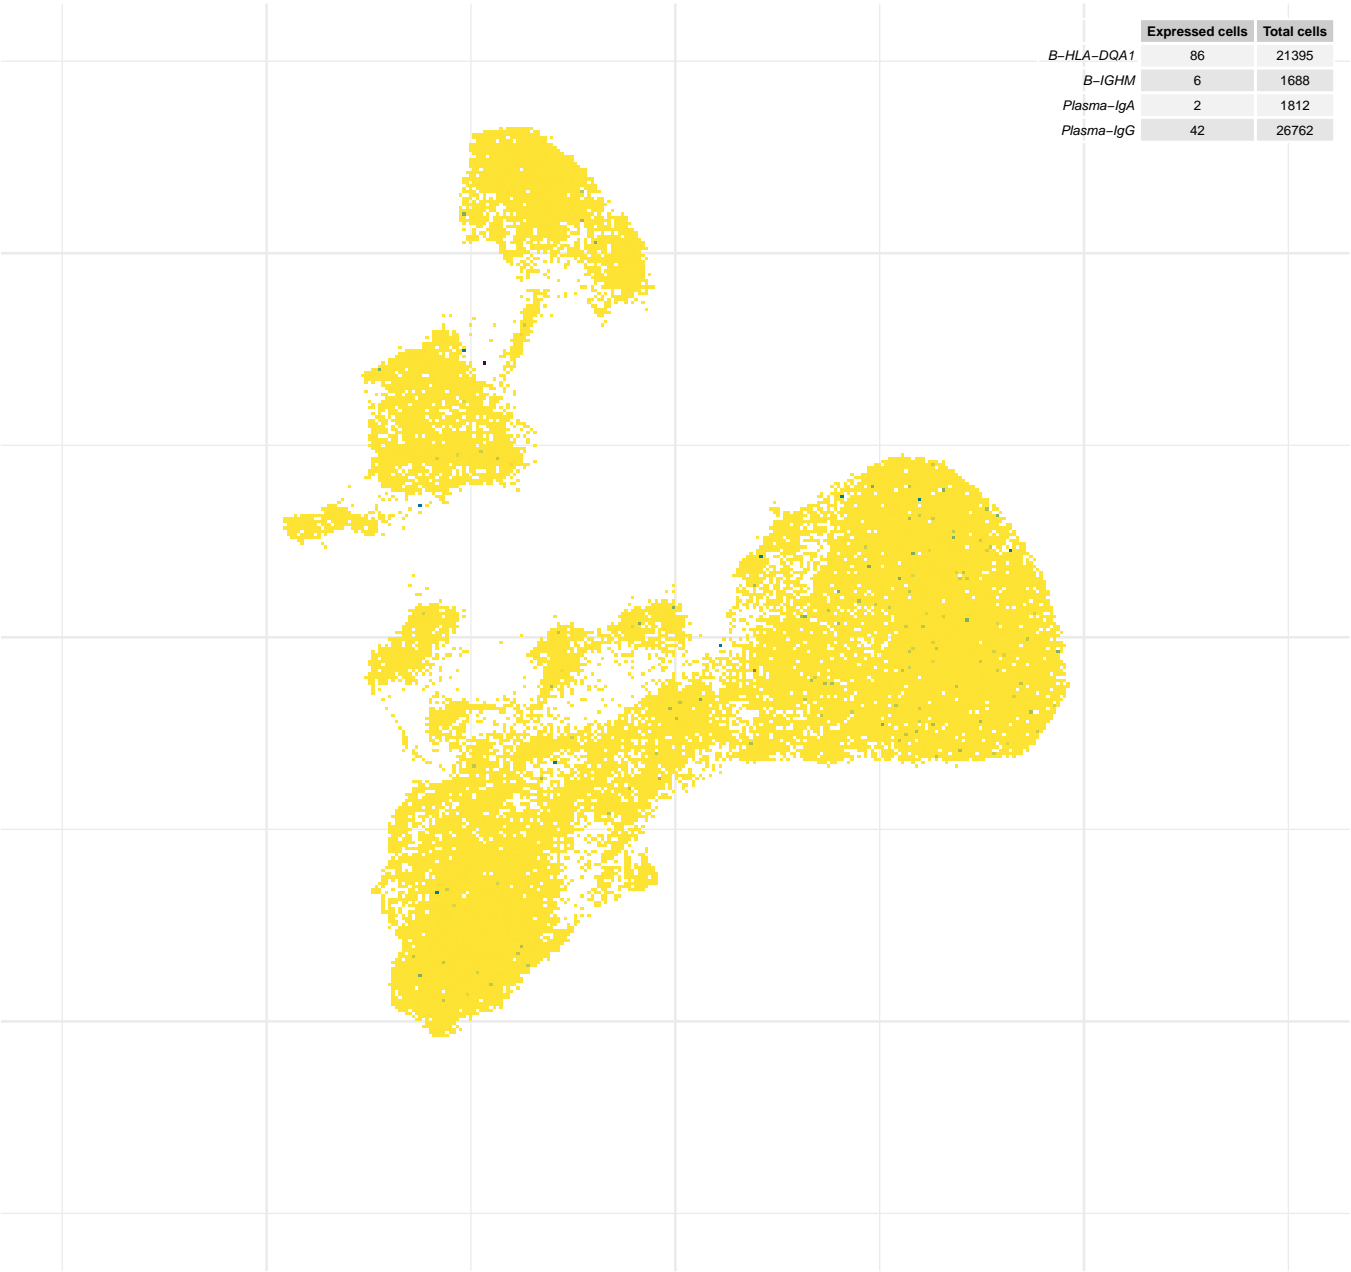 Expressed cells Total cells
B−HLA−DQA1 86 21395
B−IGHM 6 1688
Plasma−IgA 2 1812
Plasma−IgG 42 26762